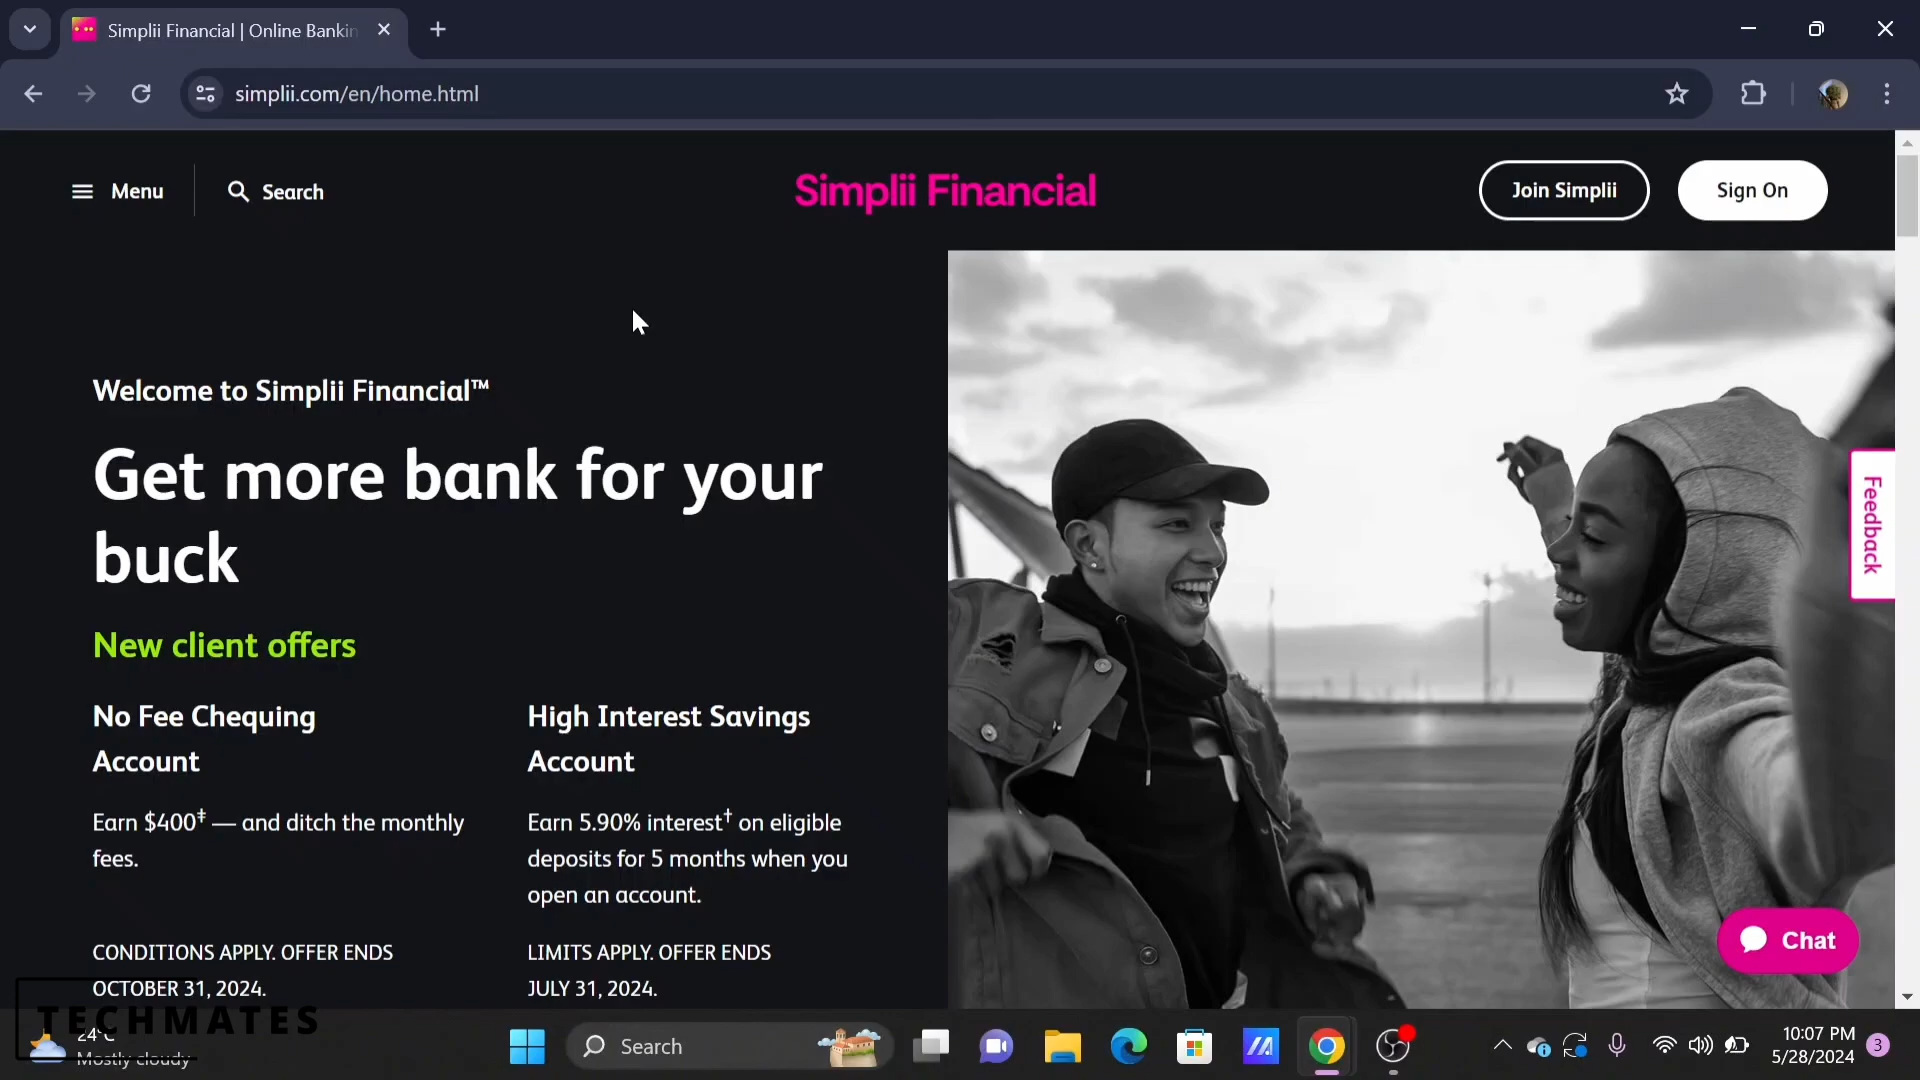 Simplii Financial | Online Bankin
simplii.com/en/home.html
Menu
Search
Simplii Financial
Join Simplii
Sign On
Welcome to Simplii Financial™
Get more bank for your
buck
New client offers
No Fee Chequing
Account
Earn $400‡ — and ditch the monthly
fees.
CONDITIONS APPLY. OFFER ENDS
OCTOBER 31, 2024.
High Interest Savings
Account
Earn 5.90% interest† on eligible
deposits for 5 months when you
open an account.
LIMITS APPLY. OFFER ENDS
JULY 31, 2024.
Feedback
Chat
TECHMATES
24°C
Mostly cloudy
Search
10:07 PM
5/28/2024
3